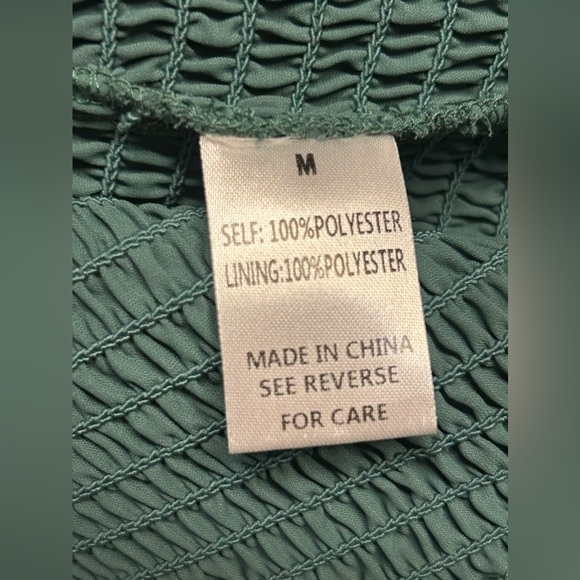 M
SELF: 100%POLYESTER
LINING:100%POLYESTER
MADE IN CHINA
SEE REVERSE
FOR CARE